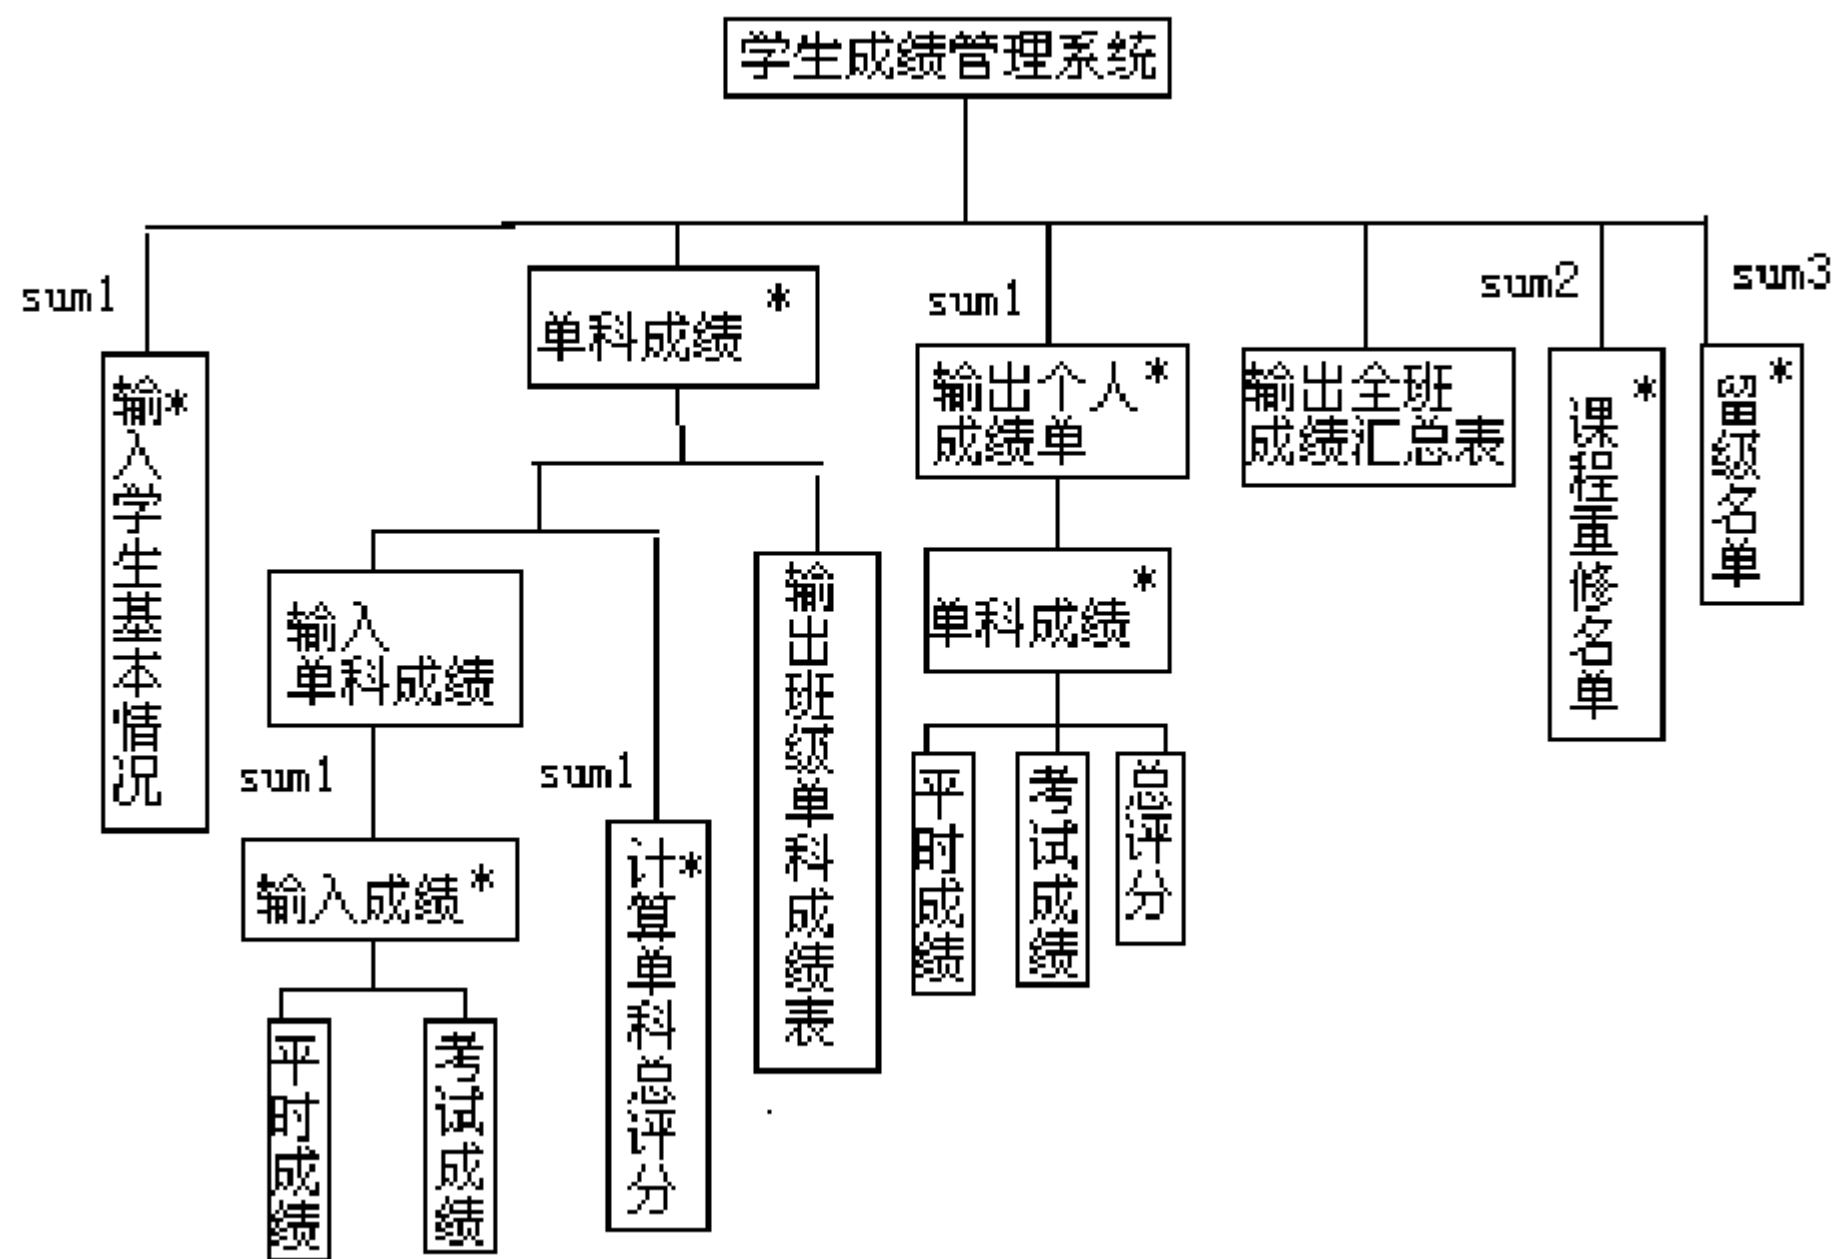 学生成绩管理系统
sum1
输入学生基本情况*
单科成绩*
输入
单科成绩
sum1
输入成绩*
平时成绩
考试成绩
sum1
计算单科总评分*
输出班级单科成绩表
sum1
输出个人*
成绩单
单科成绩*
平时成绩
考试成绩
总评分
输出全班
成绩汇总表
sum2
课程重修名单*
sum3
留级名单*